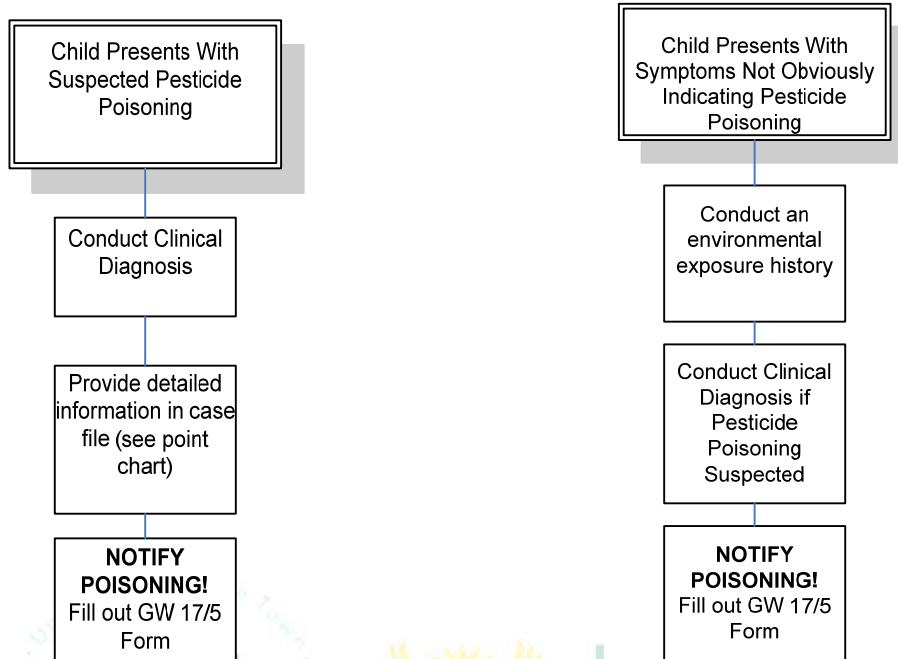 Child Presents With
Suspected Pesticide
Poisoning
Conduct Clinical
Diagnosis
Provide detailed
information in case
file (see point
chart)
NOTIFY
POISONING!
Fill out GW 17/5
Form
Child Presents With
Symptoms Not Obviously
Indicating Pesticide
Poisoning
Conduct an
environmental
exposure history
Conduct Clinical
Diagnosis if
Pesticide
Poisoning
Suspected
NOTIFY
POISONING!
Fill out GW 17/5
Form